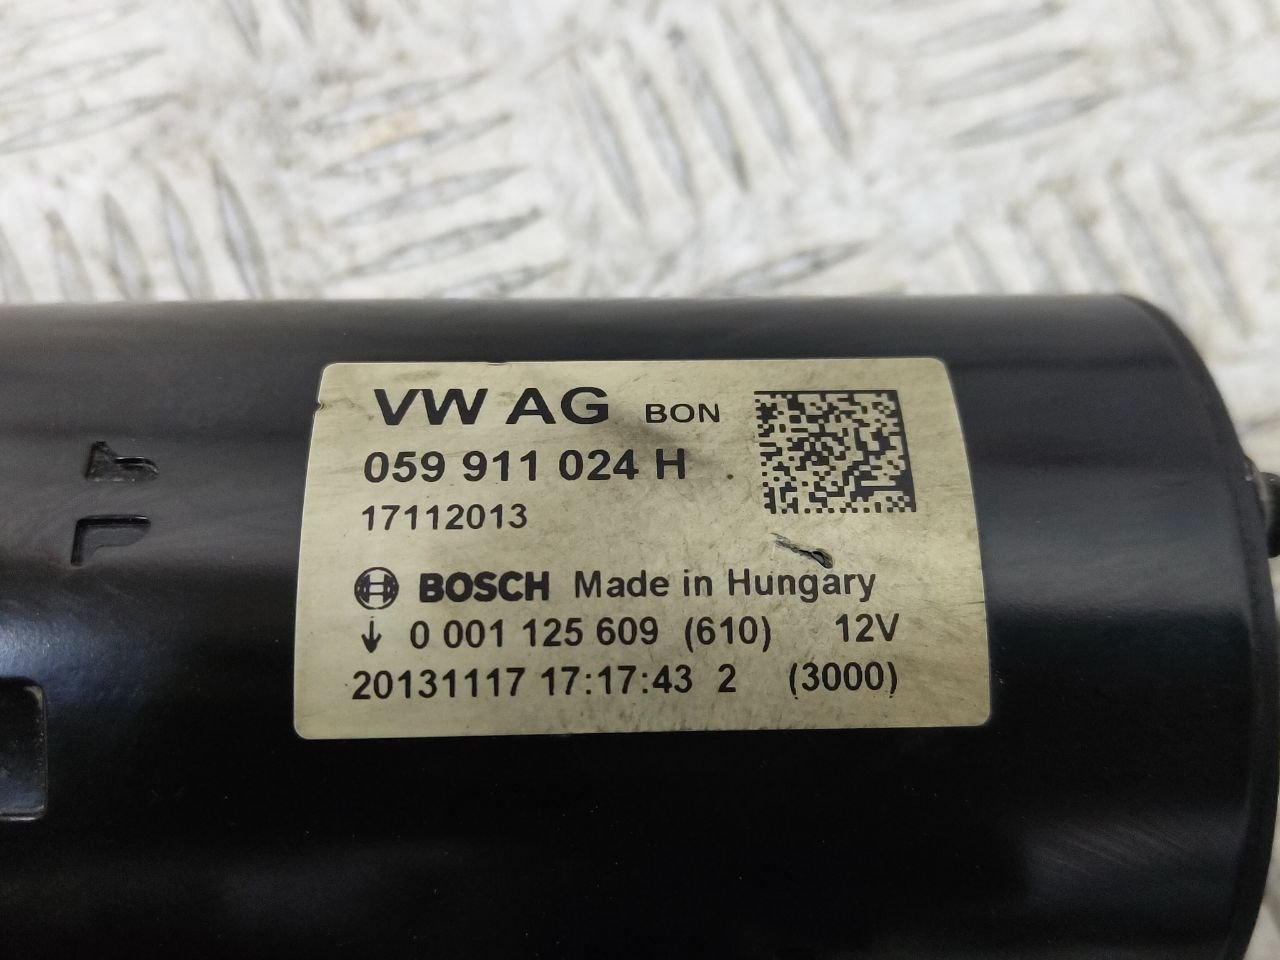 VW AG BON
059 911 024 H
17112013
BOSCH Made in Hungary
↓ 0 001 125 609 (610) 12V
20131117 17:17:43 2 (3000)